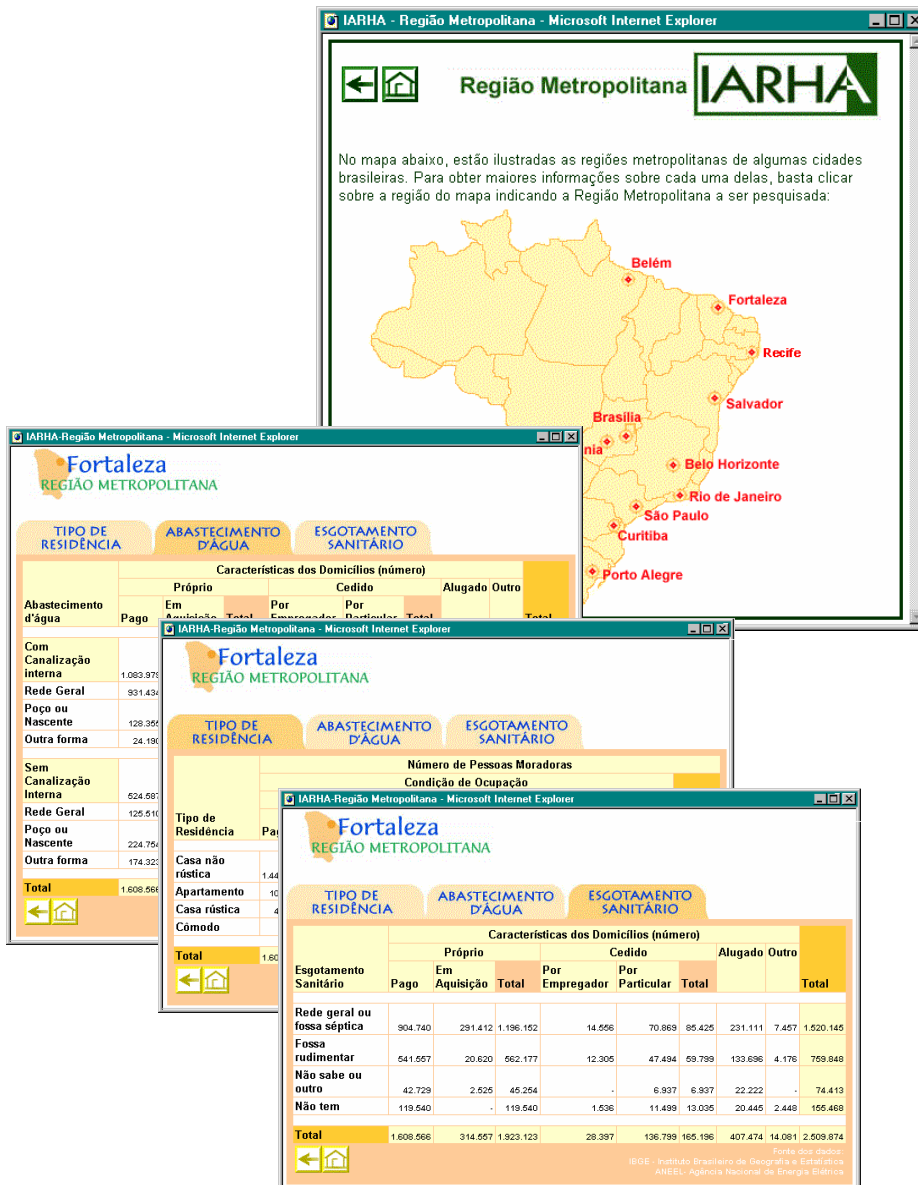 IARHA - Região Metropolitana - Microsoft Internet Explorer
Região Metropolitana IARHA
No mapa abaixo, estão ilustradas as regiões metropolitanas de algumas cidades
brasileiras. Para obter maiores informações sobre cada uma delas, basta clicar
sobre a região do mapa indicando a Região Metropolitana a ser pesquisada:
Belém
Fortaleza
Recife
Salvador
Brasília
nia
Belo Horizonte
Rio de Janeiro
São Paulo
Curitiba
Porto Alegre
IARHA-Região Metropolitana - Microsoft Internet Explorer
Fortaleza
REGIÃO METROPOLITANA
TIPO DE RESIDÊNCIA
ABASTECIMENTO D'ÁGUA
ESGOTAMENTO SANITÁRIO
Características dos Domicílios (número)
Próprio Cedido Alugado Outro
Abastecimento d'água Pago Em Aquisição Total Por Empregador Por Particular Total Total
Com Canalização interna 1.083.979
Rede Geral 931.434
Poço ou Nascente 128.355
Outra forma 24.190
Sem Canalização Interna 524.587
Rede Geral 125.510
Poço ou Nascente 224.754
Outra forma 174.323
Total 1.608.566
IARHA-Região Metropolitana - Microsoft Internet Explorer
Fortaleza
REGIÃO METROPOLITANA
TIPO DE RESIDÊNCIA
ABASTECIMENTO D'ÁGUA
ESGOTAMENTO SANITÁRIO
Número de Pessoas Moradoras
Condição de Ocupação
Tipo de Residência Pa
Casa não rústica 1.44
Apartamento 10
Casa rústica 4
Cômodo
Total 1.60
IARHA-Região Metropolitana - Microsoft Internet Explorer
Fortaleza
REGIÃO METROPOLITANA
TIPO DE RESIDÊNCIA
ABASTECIMENTO D'ÁGUA
ESGOTAMENTO SANITÁRIO
Características dos Domicílios (número)
Próprio Cedido Alugado Outro
Esgotamento Sanitário Pago Em Aquisição Total Por Empregador Por Particular Total Total
Rede geral ou fossa séptica 904.740 291.412 1.196.152 14.556 70.869 85.425 231.111 7.457 1.520.145
Fossa rudimentar 541.557 20.620 562.177 12.305 47.494 59.799 133.696 4.176 759.848
Não sabe ou outro 42.729 2.525 45.254 - 6.937 6.937 22.222 - 74.413
Não tem 119.540 - 119.540 1.536 11.499 13.035 20.445 2.448 155.468
Total 1.608.566 314.557 1.923.123 28.397 136.799 165.196 407.474 14.081 2.509.874
Fonte dos dados:
IBGE - Instituto Brasileiro de Geografia e Estatística
ANEEL- Agência Nacional de Energia Elétrica